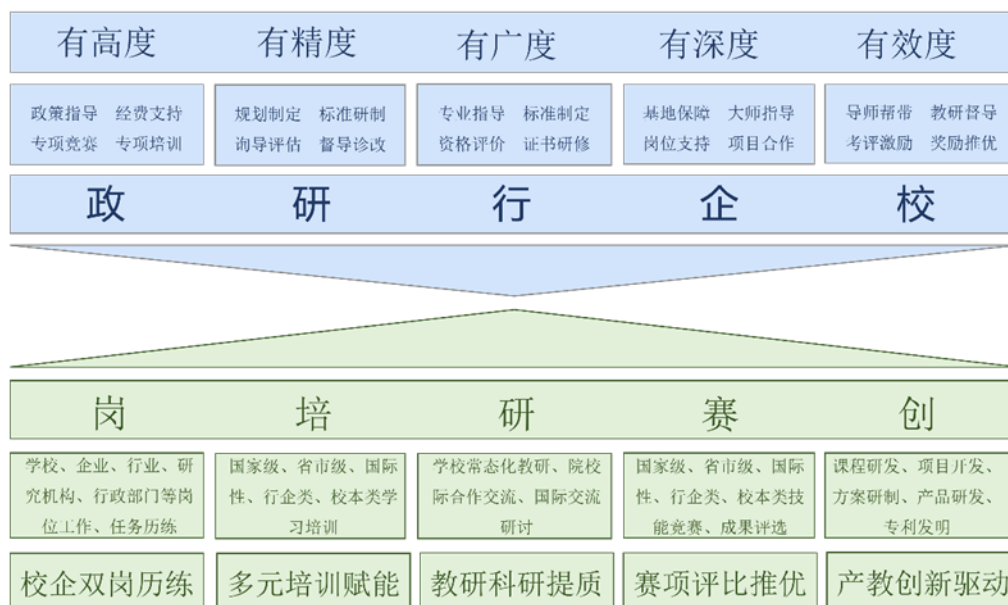 有高度 有精度 有广度 有深度 有效度
政策指导 经费支持
专项竞赛 专项培训
规划制定 标准研制
询导评估 督导诊改
专业指导 标准制定
资格评价 证书研修
基地保障 大师指导
岗位支持 项目合作
导师帮带 教研督导
考评激励 奖励推优
政 研 行 企 校
岗 培 研 赛 创
学校、企业、行业、研
究机构、行政部门等岗
位工作、任务历练
国家级、省市级、国际
性、行企类、校本类学
习培训
学校常态化教研、院校
际合作交流、国际交流
研讨
国家级、省市级、国际
性、行企类、校本类技
能竞赛、成果评选
课程研发、项目开发、
方案研制、产品研发、
专利发明
校企双岗历练 多元培训赋能 教研科研提质 赛项评比推优 产教创新驱动